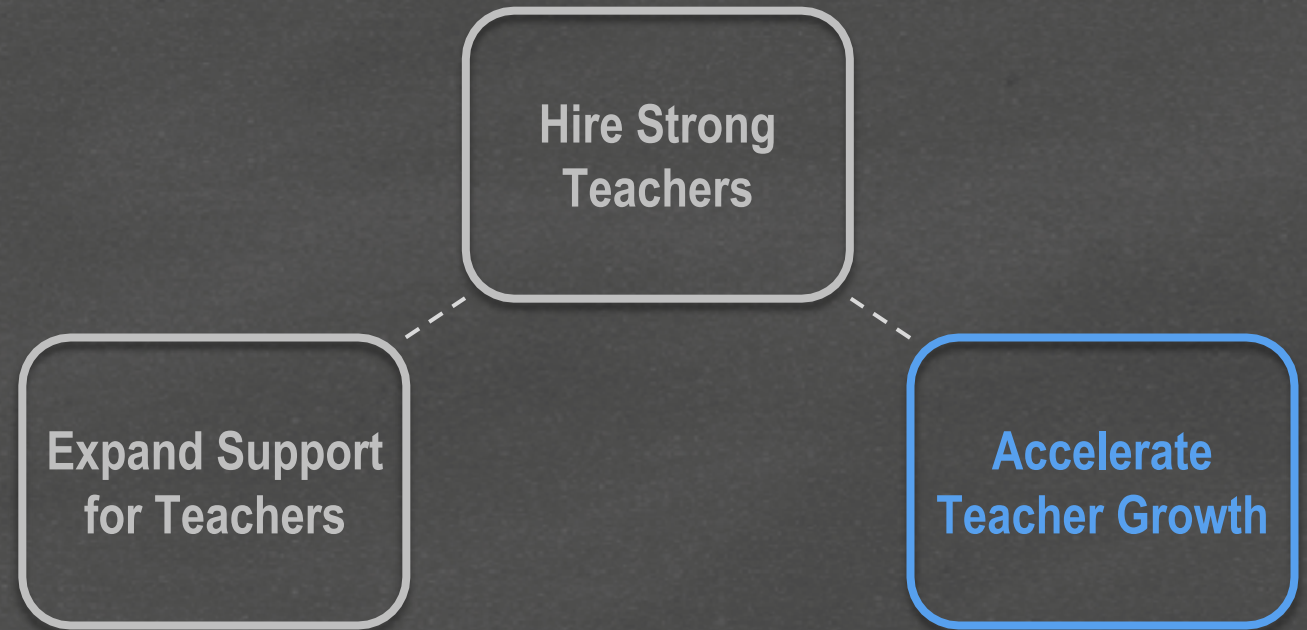 Hire Strong
Teachers
Expand Support
for Teachers
Accelerate
Teacher Growth